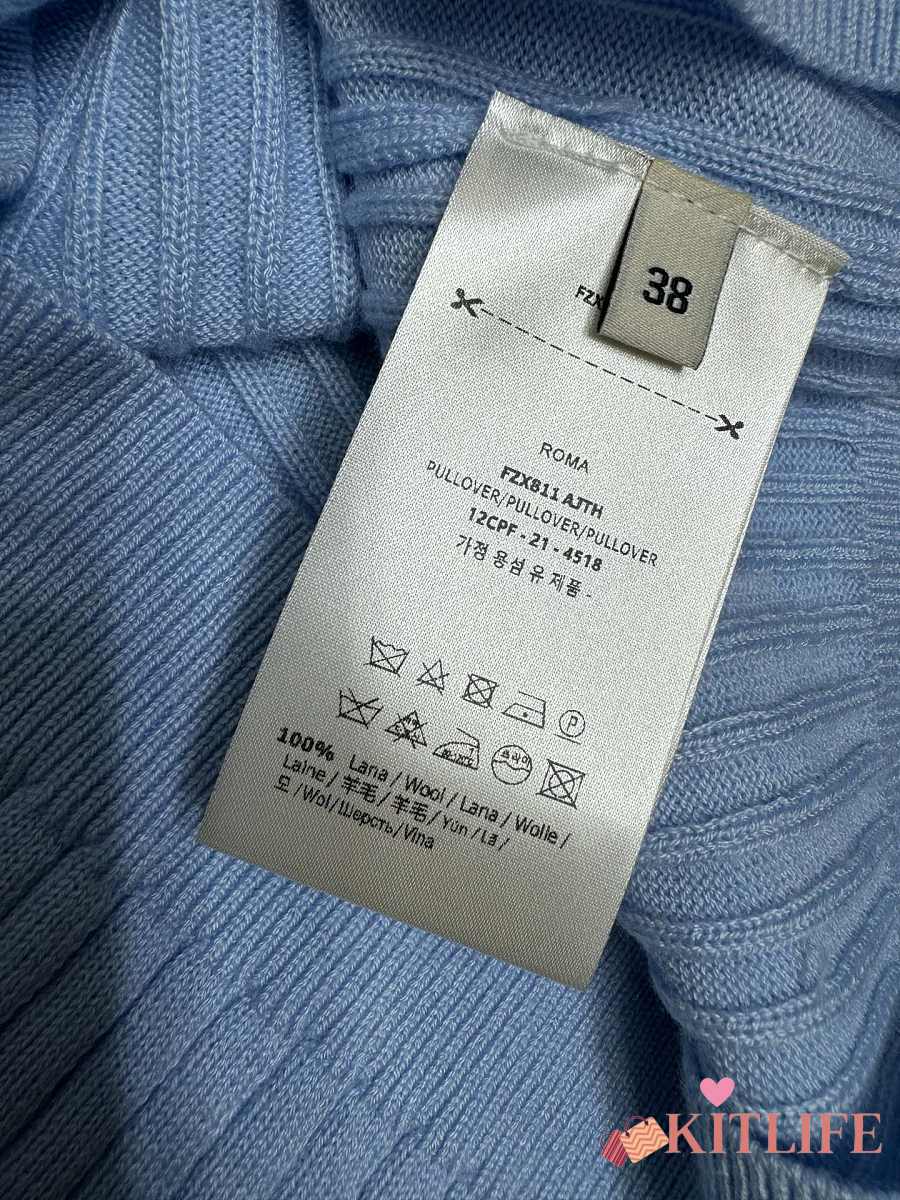 38
FZX
ROMA
FZX811 AJTH
PULLOVER/PULLOVER/PULLOVER
12CPF - 21 - 4518
가정 용섬 유 제품 -
P
100% Lana / Wool / Lana / Wolle /
Laine / 羊毛 / 羊毛 / Yün / Lã /
모 /Wol/Шерсть/Vlna
KITLIFE